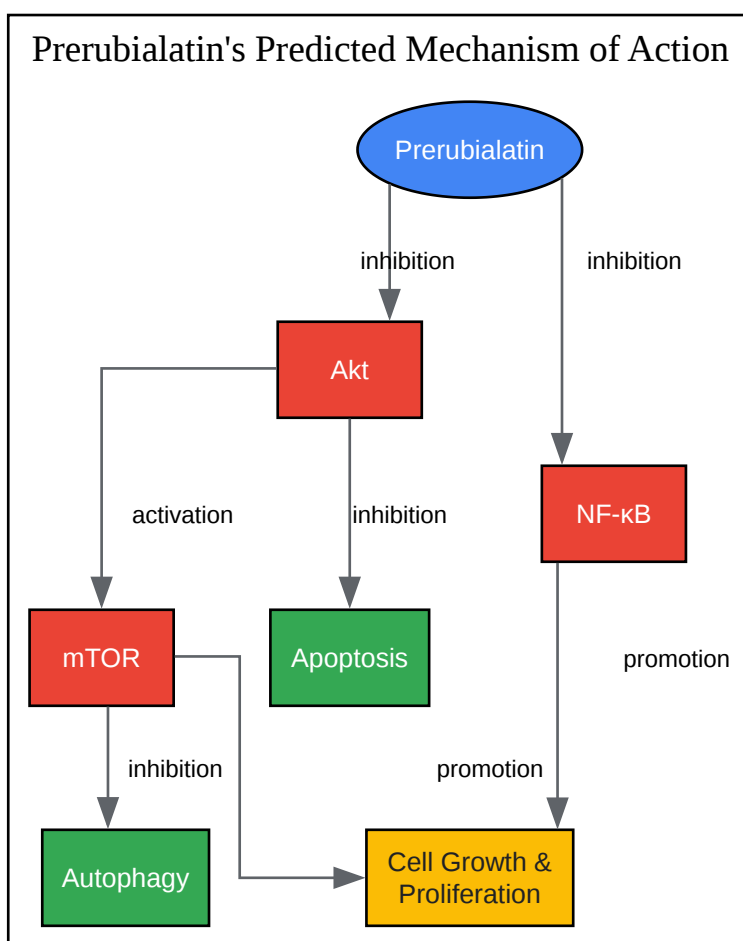 Prerubialatin's Predicted Mechanism of Action
Prerubialatin
inhibition
inhibition
Akt
activation
inhibition
NF-κB
mTOR
Apoptosis
promotion
inhibition
promotion
Autophagy
Cell Growth &
Proliferation